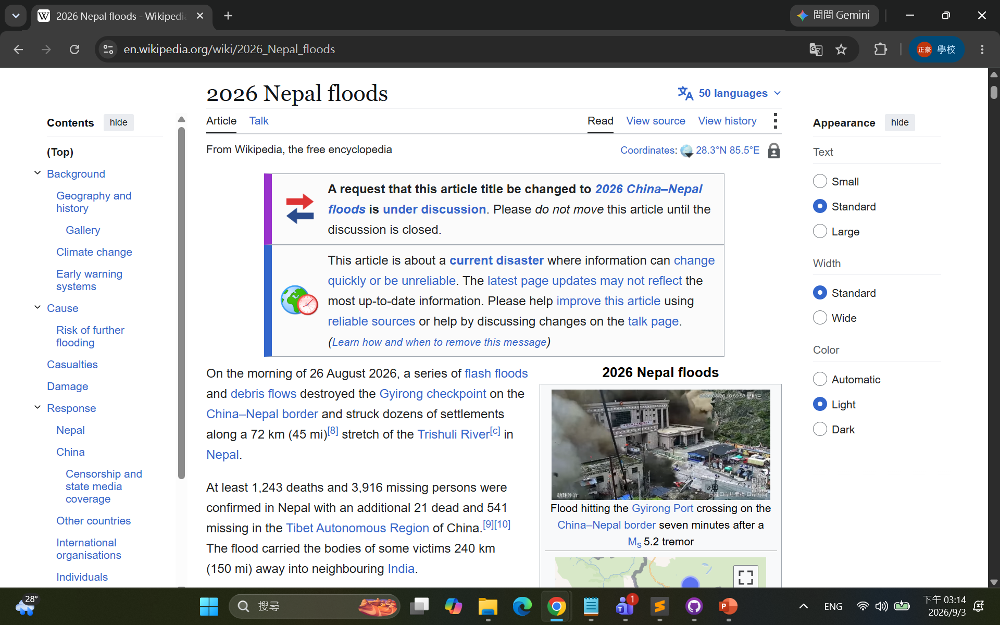 2026 Nepal floods - Wikipedia
問問 Gemini
en.wikipedia.org/wiki/2026_Nepal_floods
正豪 學校
2026 Nepal floods
50 languages
Article Talk Read View source View history
From Wikipedia, the free encyclopedia
Coordinates: 28.3°N 85.5°E
Contents hide
(Top)
Background
Geography and
history
Gallery
Climate change
Early warning
systems
Cause
Risk of further
flooding
Casualties
Damage
Response
Nepal
China
Censorship and
state media
coverage
Other countries
International
organisations
Individuals
A request that this article title be changed to 2026 China–Nepal
floods is under discussion. Please do not move this article until the
discussion is closed.
This article is about a current disaster where information can change
quickly or be unreliable. The latest page updates may not reflect the
most up-to-date information. Please help improve this article using
reliable sources or help by discussing changes on the talk page.
(Learn how and when to remove this message)
On the morning of 26 August 2026, a series of flash floods
and debris flows destroyed the Gyirong checkpoint on the
China–Nepal border and struck dozens of settlements
along a 72 km (45 mi)[8] stretch of the Trishuli River[c] in
Nepal.
At least 1,243 deaths and 3,916 missing persons were
confirmed in Nepal with an additional 21 dead and 541
missing in the Tibet Autonomous Region of China.[9][10]
The flood carried the bodies of some victims 240 km
(150 mi) away into neighbouring India.
2026 Nepal floods
Flood hitting the Gyirong Port crossing on the
China–Nepal border seven minutes after a
Ms 5.2 tremor
Appearance hide
Text
Small
Standard
Large
Width
Standard
Wide
Color
Automatic
Light
Dark
28°
搜尋
1
ENG
下午 03:14
2026/9/3